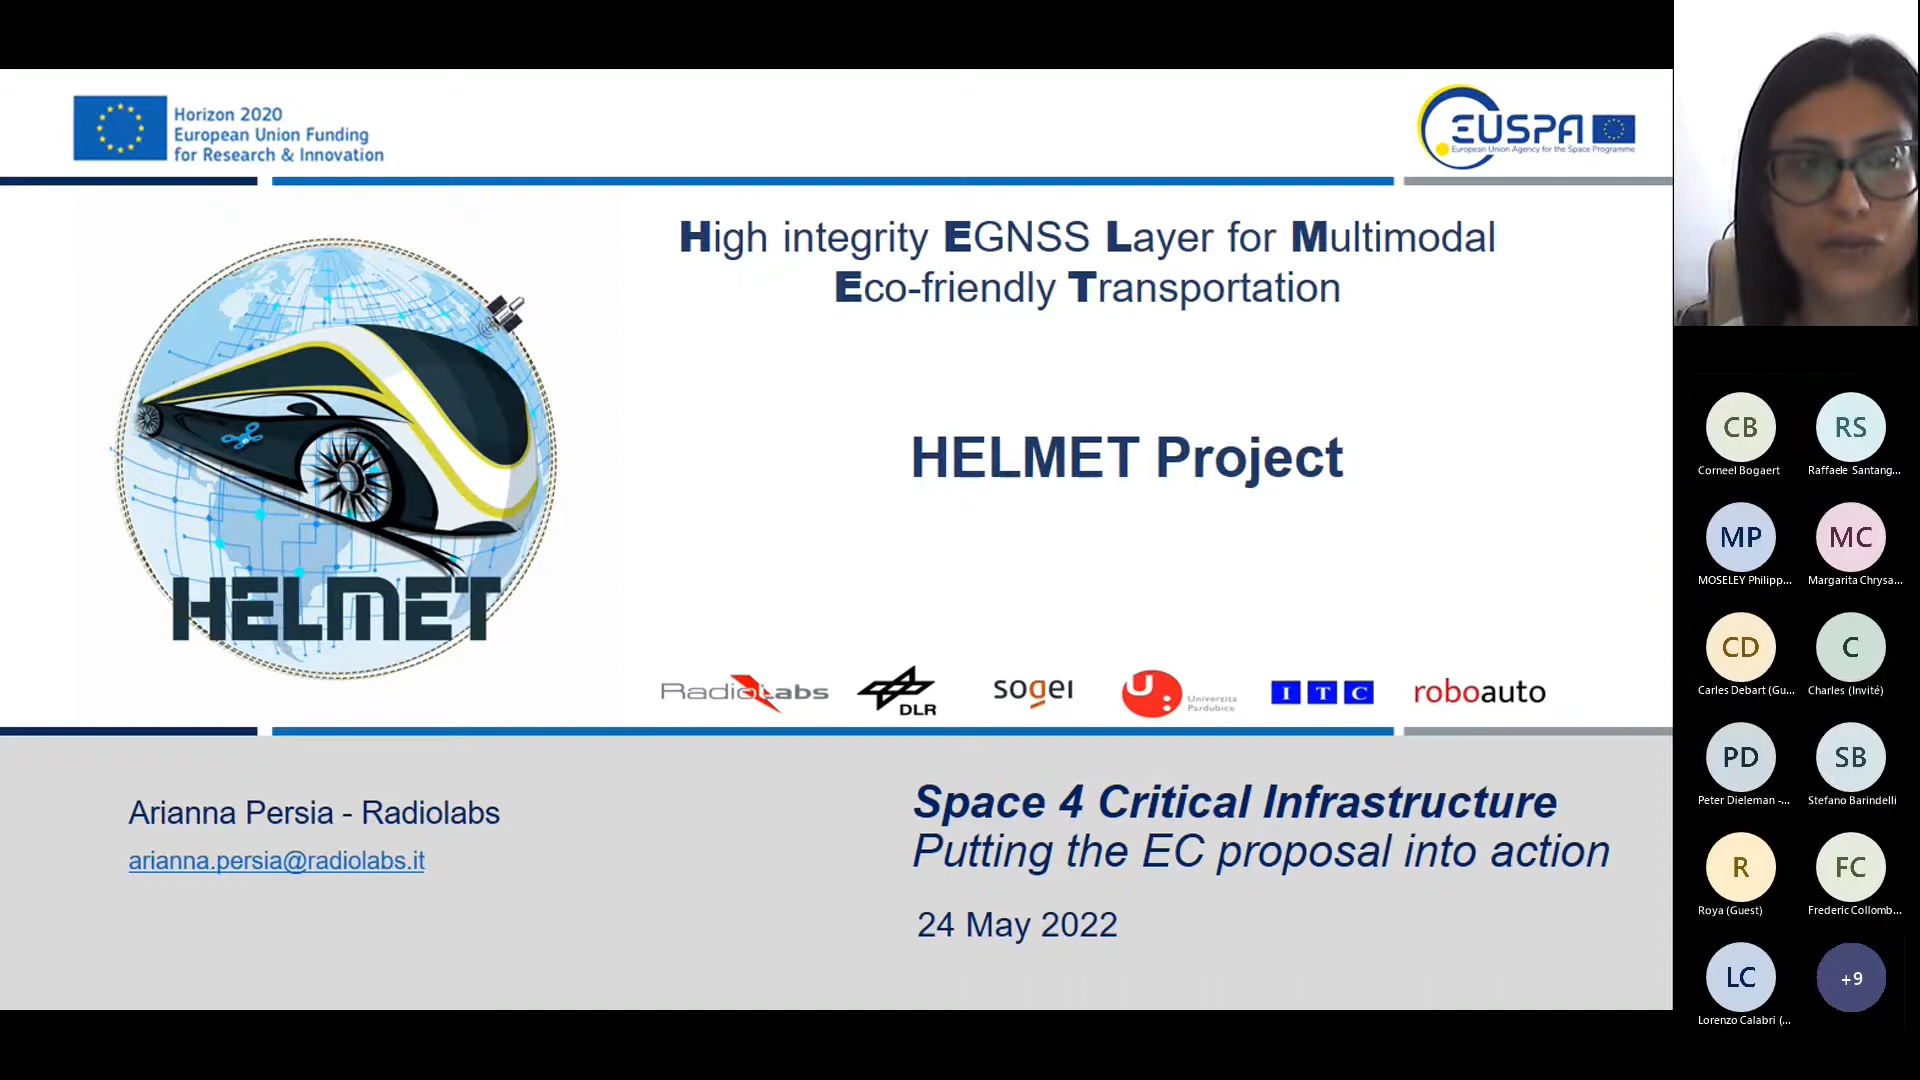 Horizon 2020
European Union Funding
for Research & Innovation
EUSPA
European Union Agency for the Space Programme
High integrity EGNSS Layer for Multimodal
Eco-friendly Transportation
HELMET
HELMET Project
RadioLabs
DLR
sogei
U:
Univerzita
Pardubice
ITC
roboauto
Arianna Persia - Radiolabs
arianna.persia@radiolabs.it
Space 4 Critical Infrastructure
Putting the EC proposal into action
24 May 2022
CB
Corneel Bogaert
RS
Raffaele Santang...
MP
MOSELEY Philipp...
MC
Margarita Chrysa...
CD
Carles Debart (Gu...
C
Charles (Invité)
PD
Peter Dieleman -...
SB
Stefano Barindelli
R
Roya (Guest)
FC
Frederic Collomb...
LC
Lorenzo Calabri (...
+9